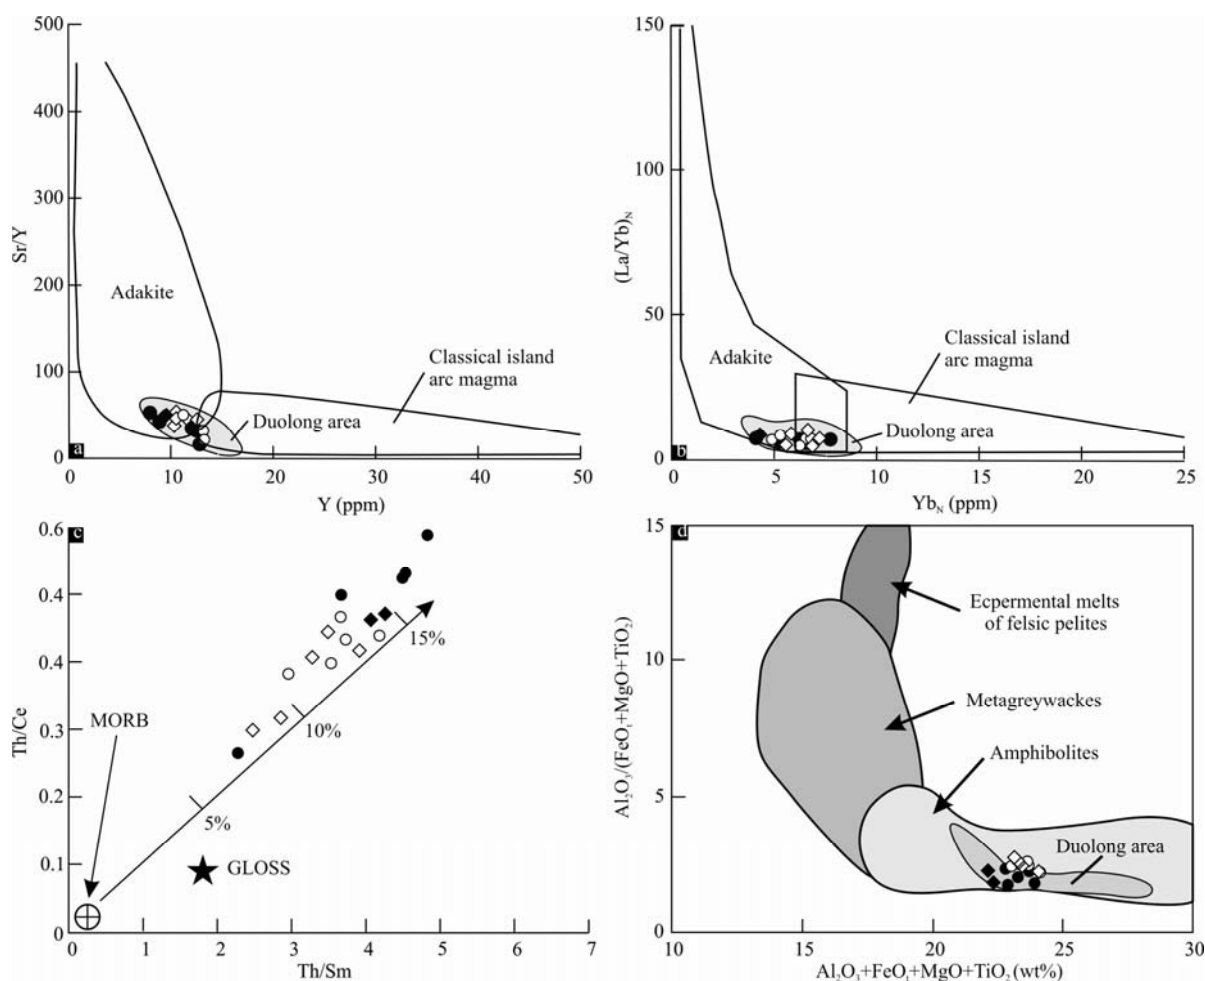 500
400
300
200
100
0
Sr/Y
Adakite
Classical island
arc magma
Duolong area
a
0
10
20
30
40
50
Y (ppm)
150
100
50
0
(La/Yb)N
Adakite
Classical island
arc magma
Duolong area
b
0
5
10
15
20
25
YbN (ppm)
0.6
0.4
0.4
0.3
0.2
0.1
0
Th/Ce
c
MORB
5%
10%
15%
GLOSS
0
1
2
3
4
5
6
7
Th/Sm
15
10
5
0
Al2O3/(FeOt+MgO+TiO2)
d
Ecpermental melts
of felsic pelites
Metagreywackes
Amphibolites
Duolong area
10
15
20
25
30
Al2O3+FeOt+MgO+TiO2 (wt%)